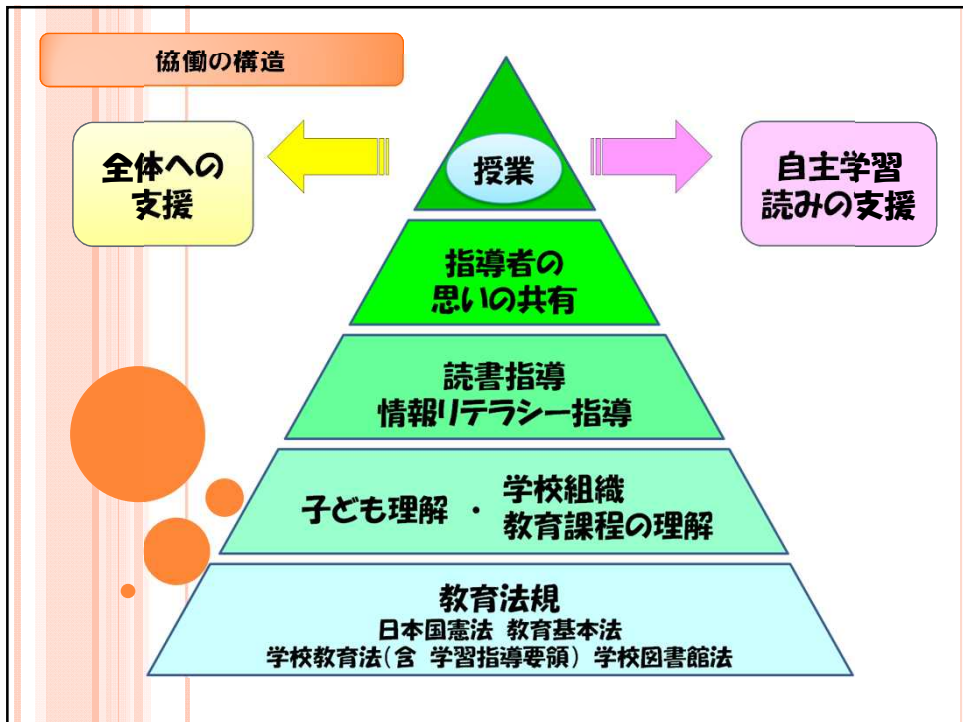 協働の構造
全体への
支援
授業
自主学習
読みの支援
指導者の
思いの共有
読書指導
情報リテラシー指導
子ども理解 ・ 学校組織
教育課程の理解
教育法規
日本国憲法 教育基本法
学校教育法(含 学習指導要領) 学校図書館法